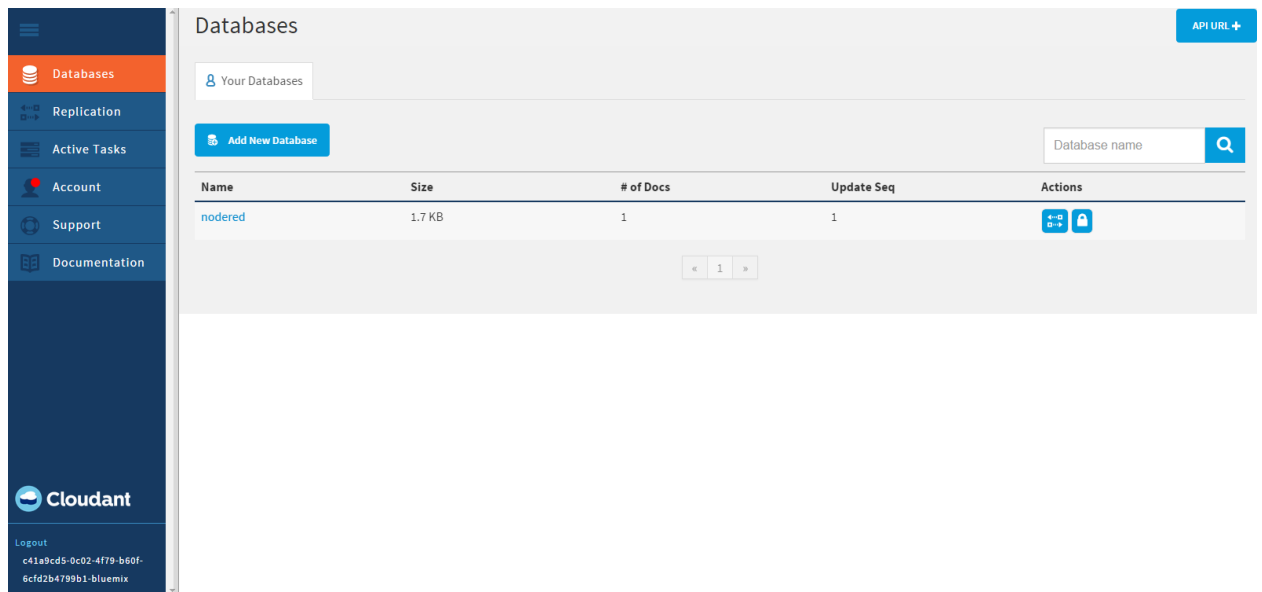 Databases
API URL +
Databases
Your Databases
Replication
Add New Database
Database name
Active Tasks
Name Size # of Docs Update Seq Actions
Account
nodered 1.7 KB 1 1
Support
Documentation
« 1 »
Cloudant
Logout
c41a9cd5-0c02-4f79-b60f-
6cfd2b4799b1-bluemix